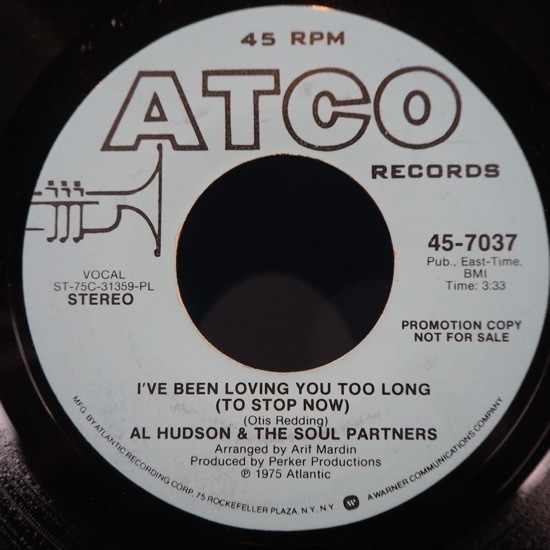 45 RPM
ATCO
RECORDS
45-7037
Pub., East-Time,
BMI
Time: 3:33
VOCAL
ST-75C-31359-PL
STEREO
PROMOTION COPY
NOT FOR SALE
I'VE BEEN LOVING YOU TOO LONG
(TO STOP NOW)
(Otis Redding)
AL HUDSON & THE SOUL PARTNERS
Arranged by Arif Mardin
Produced by Perker Productions
℗ 1975 Atlantic
MFG. BY ATLANTIC RECORDING CORP. 75 ROCKEFELLER PLAZA, N.Y. N.Y. W A WARNER COMMUNICATIONS COMPANY